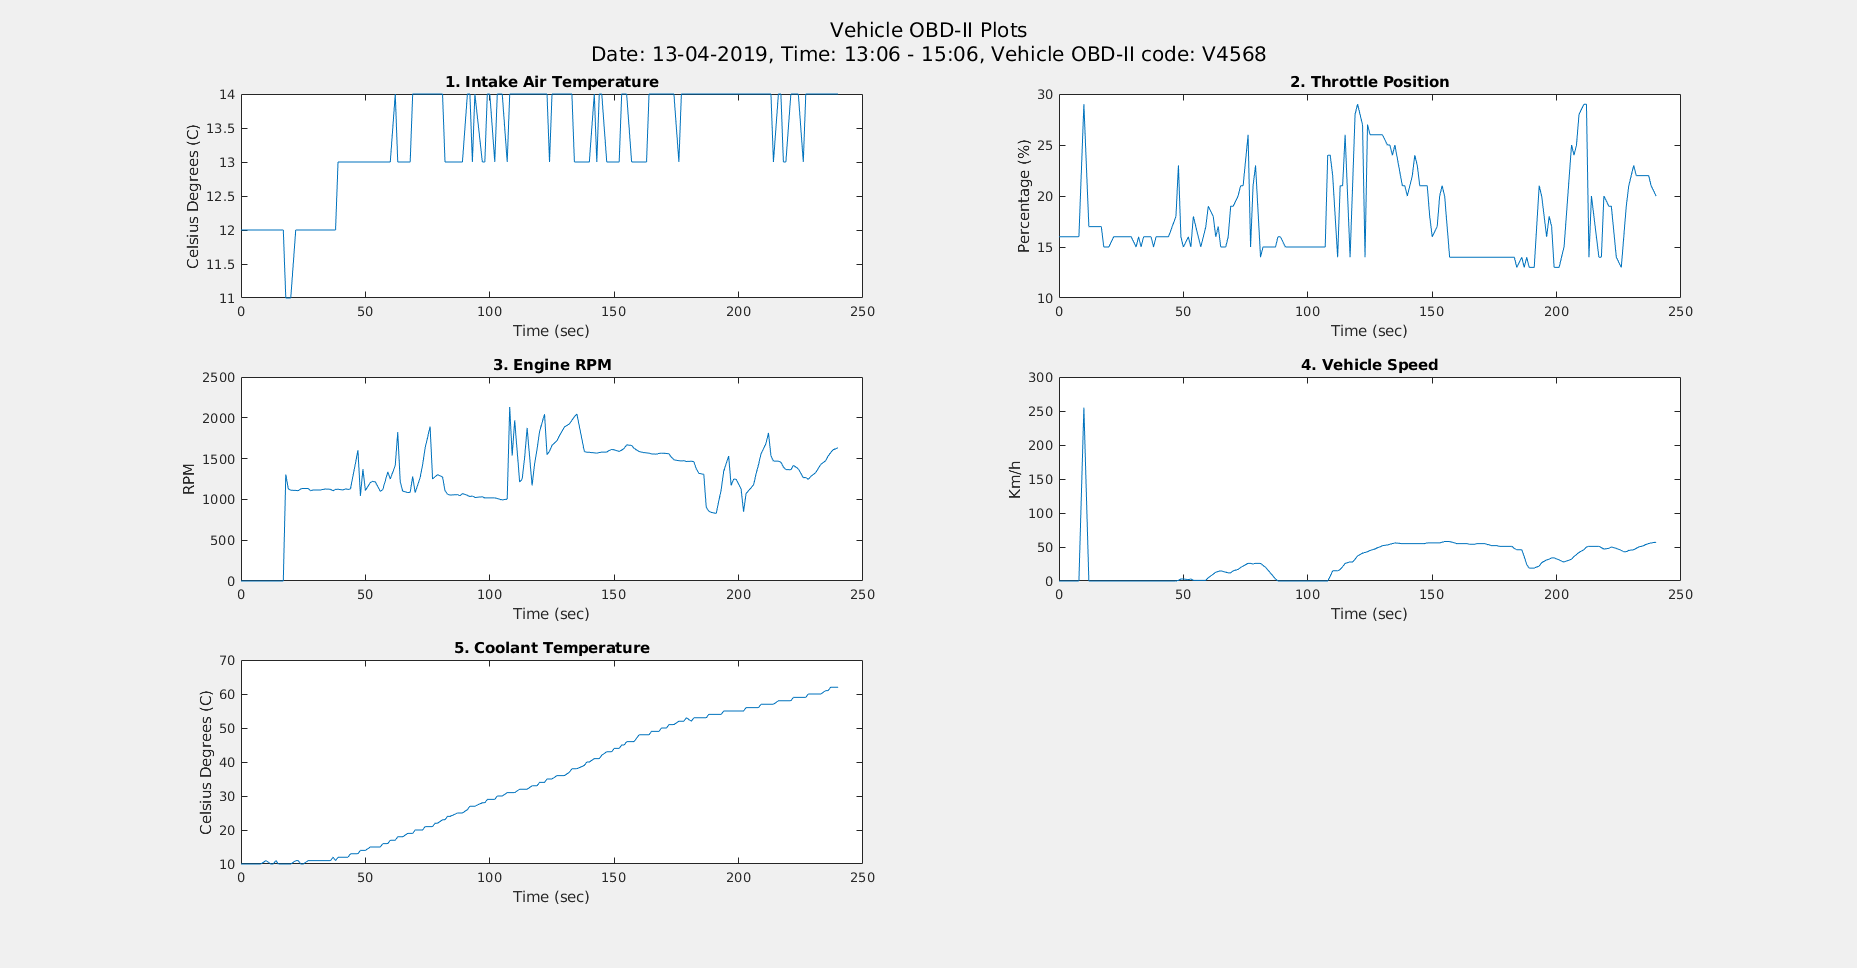 Vehicle OBD-II Plots
Date: 13-04-2019, Time: 13:06 - 15:06, Vehicle OBD-II code: V4568
1. Intake Air Temperature
Celsius Degrees (C)
14
13.5
13
12.5
12
11.5
11
0 50 100 150 200 250
Time (sec)
2. Throttle Position
Percentage (%)
30
25
20
15
10
0 50 100 150 200 250
Time (sec)
3. Engine RPM
RPM
2500
2000
1500
1000
500
0
0 50 100 150 200 250
Time (sec)
4. Vehicle Speed
Km/h
300
250
200
150
100
50
0
0 50 100 150 200 250
Time (sec)
5. Coolant Temperature
Celsius Degrees (C)
70
60
50
40
30
20
10
0 50 100 150 200 250
Time (sec)